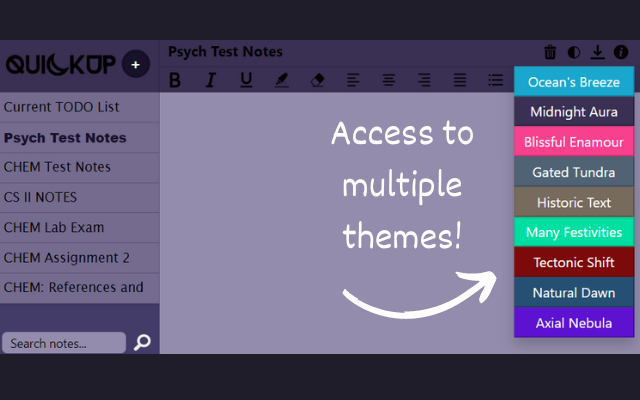 QUICKUP
+
Psych Test Notes
B I U
Current TODO List
Psych Test Notes
CHEM Test Notes
CS II NOTES
CHEM Lab Exam
CHEM Assignment 2
CHEM: References and
Search notes...
Access to
multiple
themes!
Ocean's Breeze
Midnight Aura
Blissful Enamour
Gated Tundra
Historic Text
Many Festivities
Tectonic Shift
Natural Dawn
Axial Nebula